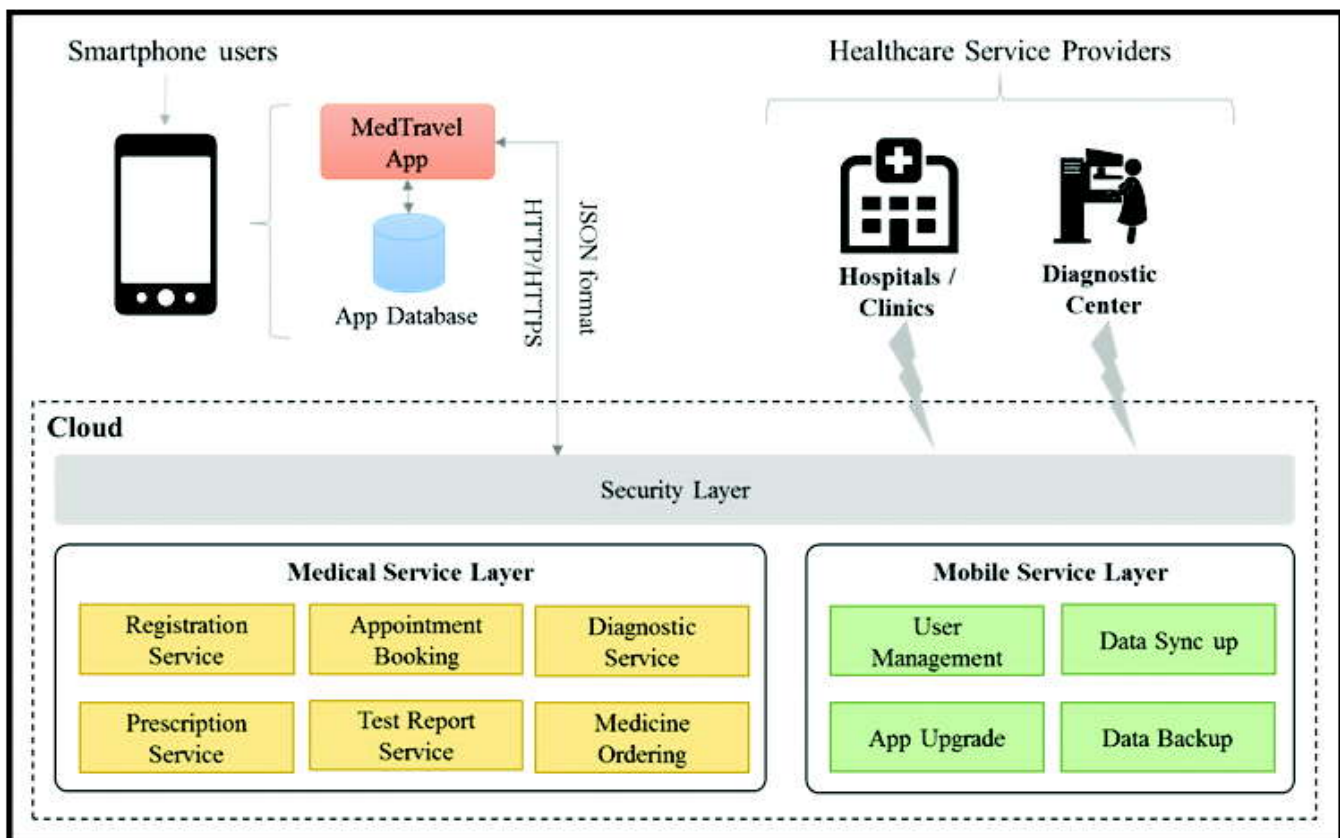 Smartphone users
Healthcare Service Providers
MedTravel
App
App Database
HTTP/HTTPS
JSON format
Hospitals /
Clinics
Diagnostic
Center
Cloud
Security Layer
Medical Service Layer
Registration
Service
Appointment
Booking
Diagnostic
Service
Prescription
Service
Test Report
Service
Medicine
Ordering
Mobile Service Layer
User
Management
Data Sync up
App Upgrade
Data Backup